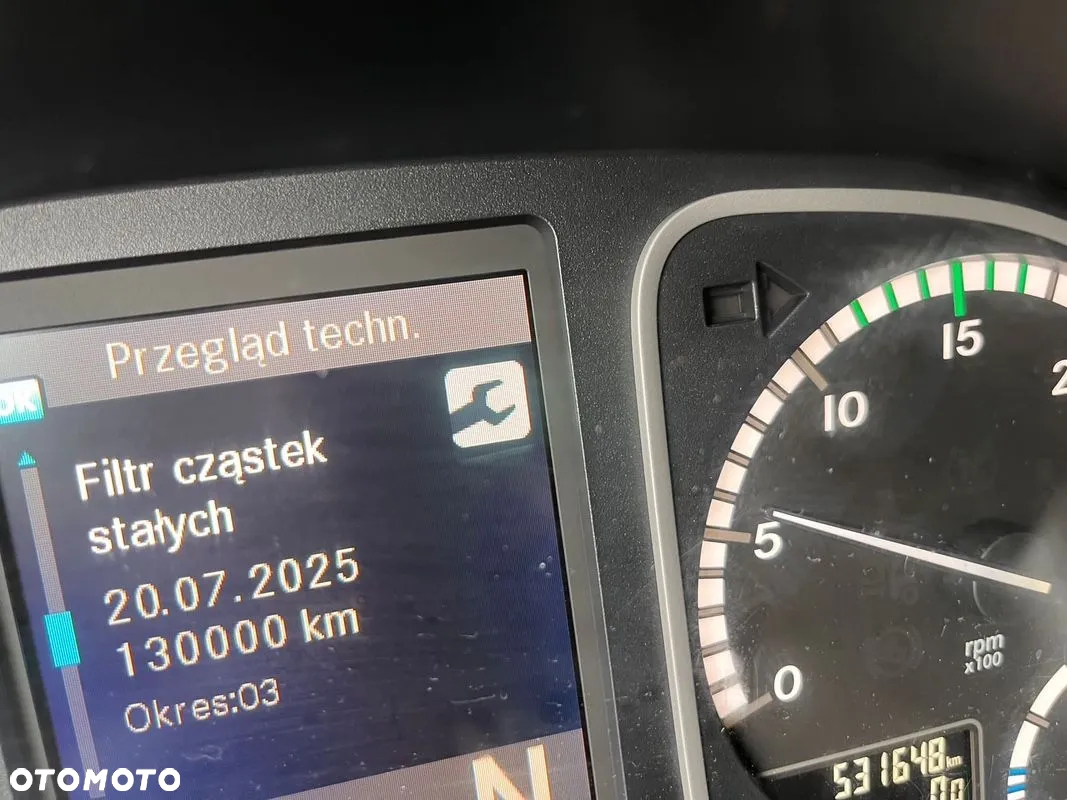 Przegląd techn.
OK
Filtr cząstek
stałych
20.07.2025
130000 km
Okres:03
N
15
10
5
0
rpm
x100
531648 km
OTOMOTO